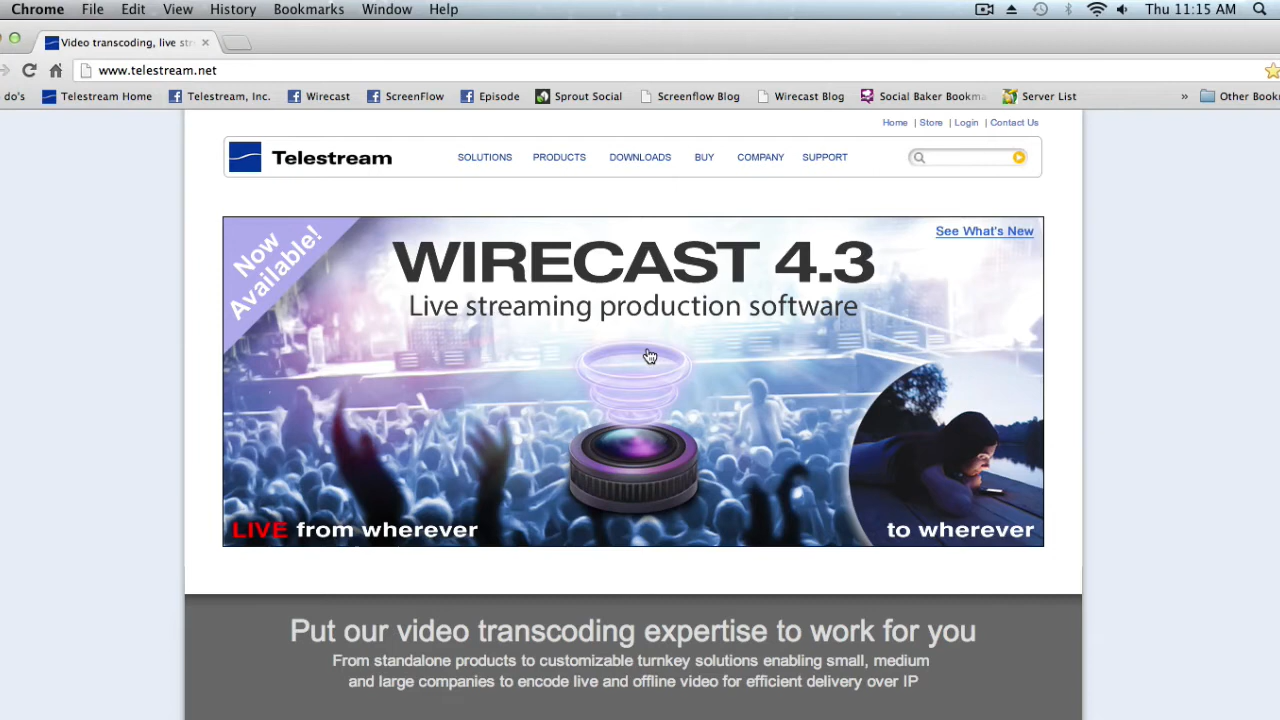 Chrome File Edit View History Bookmarks Window Help Thu 11:15 AM
Video transcoding, live str
www.telestream.net
do's Telestream Home Telestream, Inc. Wirecast ScreenFlow Episode Sprout Social Screenflow Blog Wirecast Blog Social Baker Bookma Server List » Other Book
Home | Store | Login | Contact Us
Telestream SOLUTIONS PRODUCTS DOWNLOADS BUY COMPANY SUPPORT
Now Available!
See What's New
WIRECAST 4.3
Live streaming production software
LIVE from wherever to wherever
Put our video transcoding expertise to work for you
From standalone products to customizable turnkey solutions enabling small, medium
and large companies to encode live and offline video for efficient delivery over IP